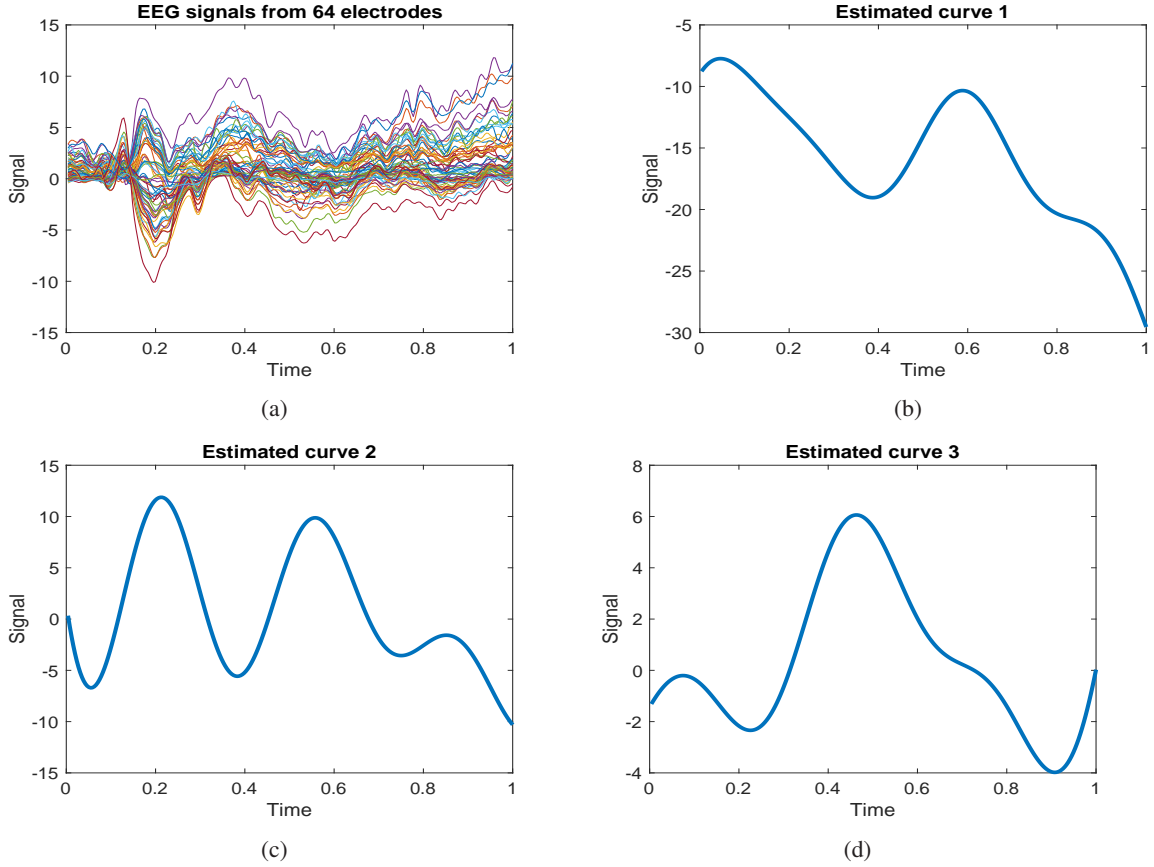 EEG signals from 64 electrodes
15
10
5
0
-5
-10
-15
Signal
0 0.2 0.4 0.6 0.8 1
Time
(a)
Estimated curve 1
-5
-10
-15
-20
-25
-30
Signal
0 0.2 0.4 0.6 0.8 1
Time
(b)
Estimated curve 2
15
10
5
0
-5
-10
-15
Signal
0 0.2 0.4 0.6 0.8 1
Time
(c)
Estimated curve 3
8
6
4
2
0
-2
-4
Signal
0 0.2 0.4 0.6 0.8 1
Time
(d)